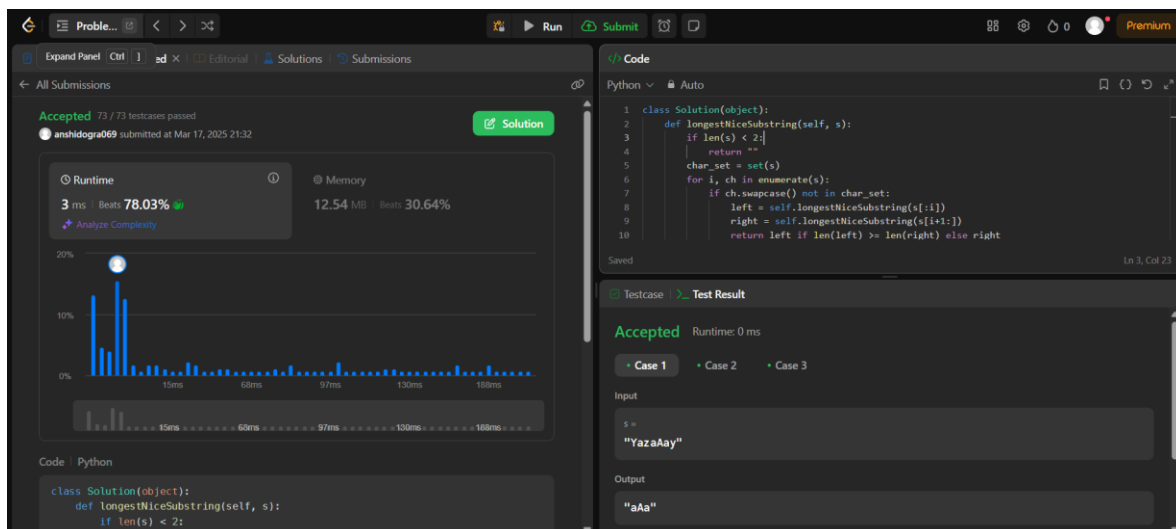 Proble...
Run
Submit
0
Premium
Expand Panel Ctrl ]
ed
Editorial
Solutions
Submissions
All Submissions
Accepted 73 / 73 testcases passed
anshidogra069 submitted at Mar 17, 2025 21:32
Solution
Runtime
3 ms Beats 78.03%
Analyze Complexity
Memory
12.54 MB Beats 30.64%
20%
10%
0%
15ms 68ms 97ms 130ms 188ms
15ms 68ms 97ms 130ms 188ms
Code Python
class Solution(object):
def longestNiceSubstring(self, s):
if len(s) < 2:
</> Code
Python Auto
1 class Solution(object):
2 def longestNiceSubstring(self, s):
3 if len(s) < 2:
4 return ""
5 char_set = set(s)
6 for i, ch in enumerate(s):
7 if ch.swapcase() not in char_set:
8 left = self.longestNiceSubstring(s[:i])
9 right = self.longestNiceSubstring(s[i+1:])
10 return left if len(left) >= len(right) else right
Saved
Ln 3, Col 23
Testcase >_ Test Result
Accepted Runtime: 0 ms
• Case 1 • Case 2 • Case 3
Input
s =
"YazaAay"
Output
"aAa"